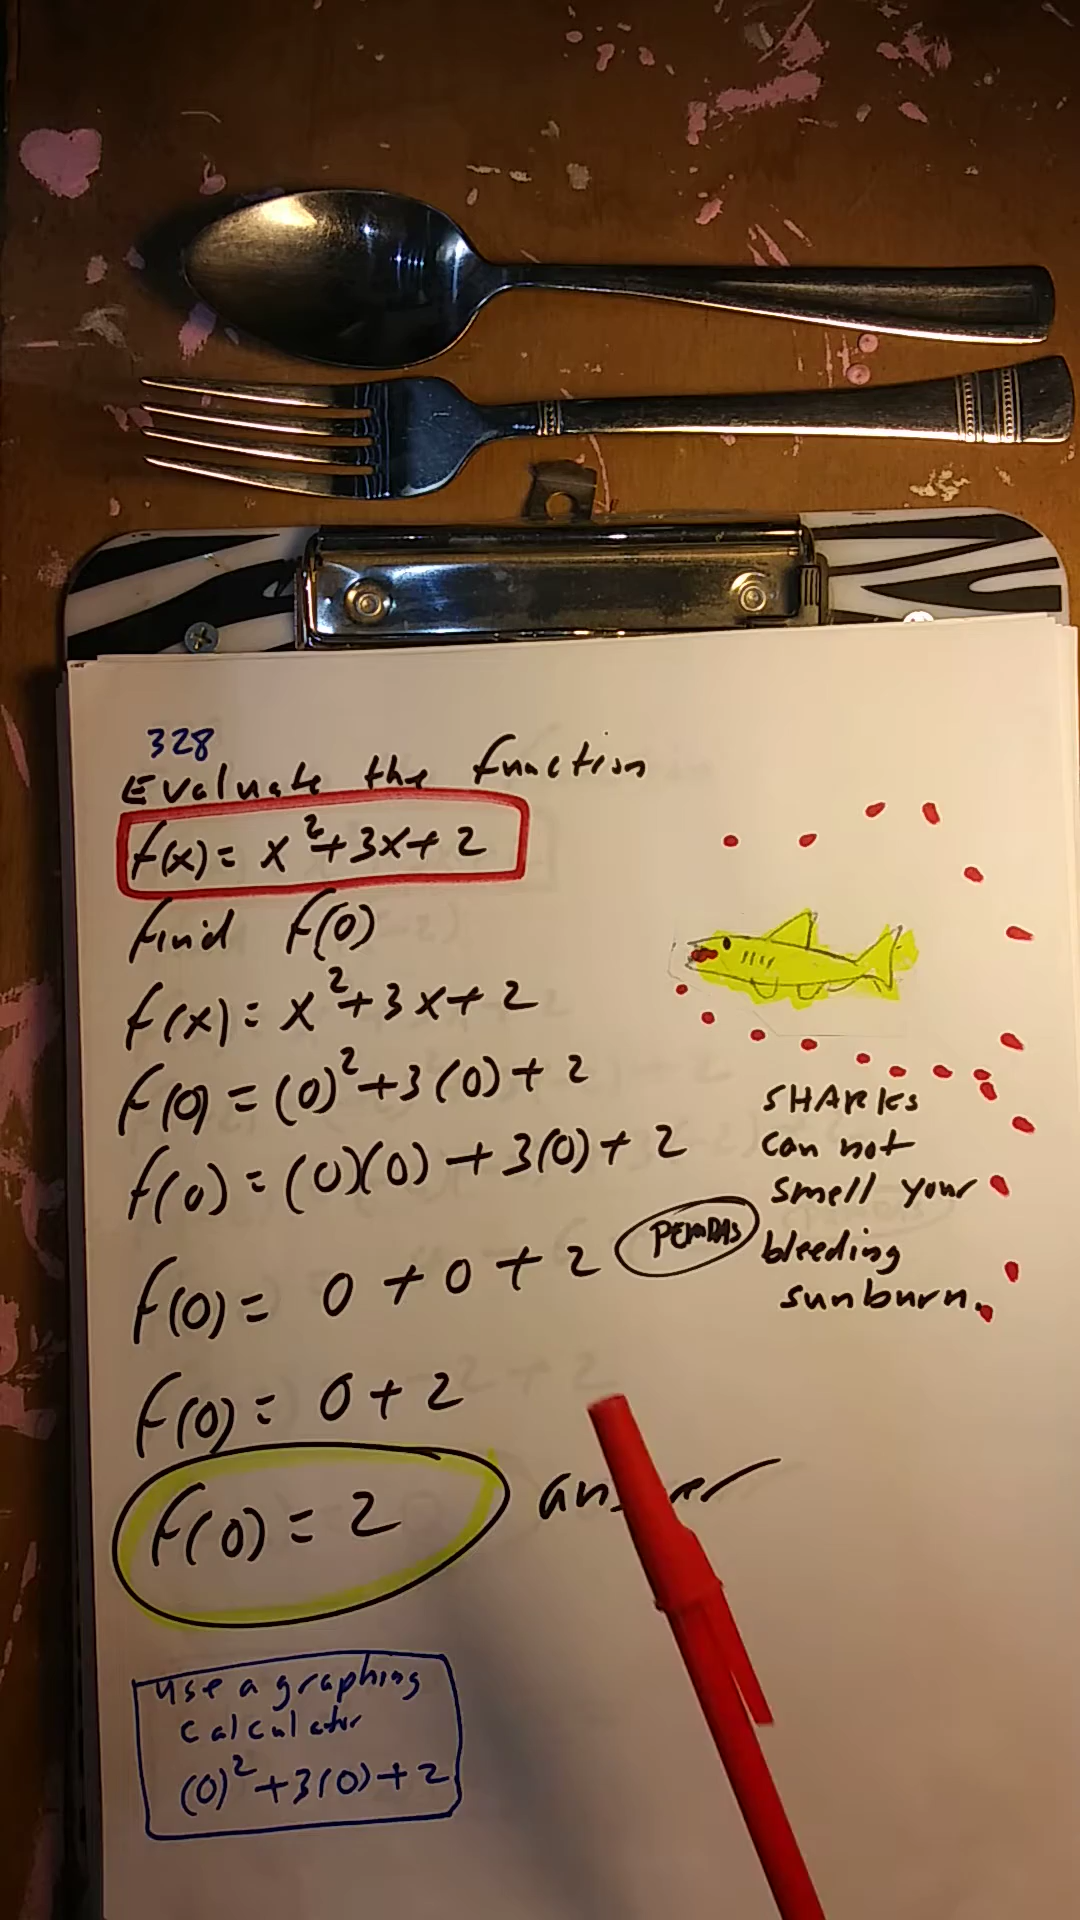 328
Evaluate the function
f(x) = x²+3x+2
find f(0)
f(x) = x²+3x+2
f(0) = (0)²+3(0)+2
f(0) = (0)(0) + 3(0) + 2
f(0) = 0 + 0 + 2
PEMDAS
f(0) = 0 + 2
f(0) = 2 answer
use a graphing
calculator
(0)²+3(0)+2
SHARKS
can not
smell your
bleeding
sunburn.